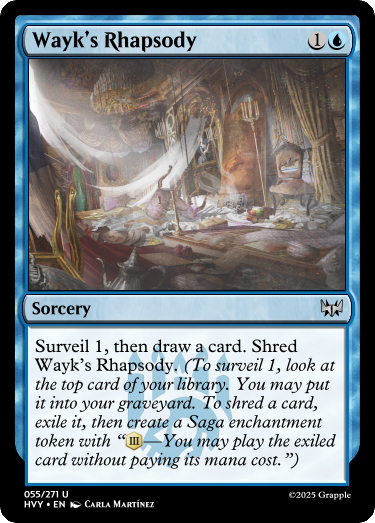 Wayk's Rhapsody 1
Sorcery
Surveil 1, then draw a card. Shred
Wayk's Rhapsody. (To surveil 1, look at
the top card of your library. You may put
it into your graveyard. To shred a card,
exile it, then create a Saga enchantment
token with “III—You may play the exiled
card without paying its mana cost.”)
055/271 U
HVY • EN Carla Martínez
©2025 Grapple